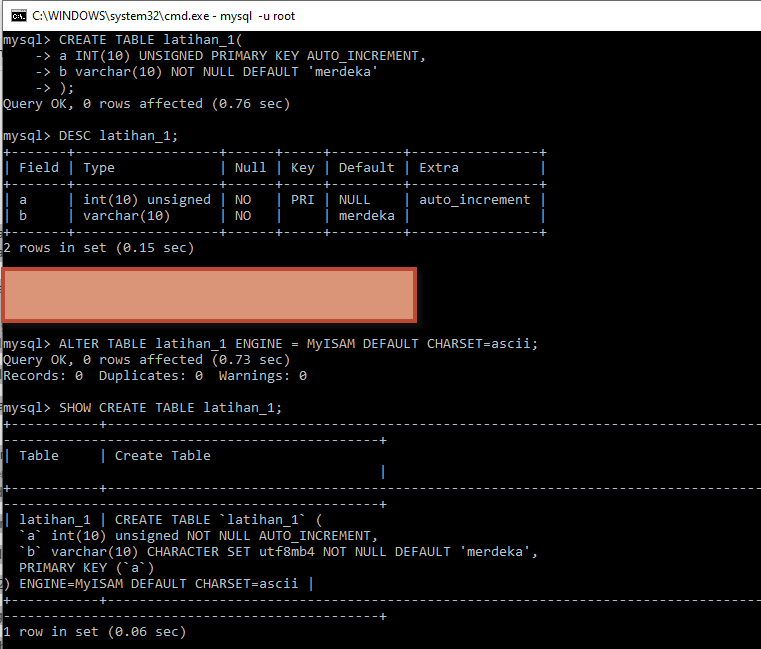 C:\WINDOWS\system32\cmd.exe - mysql  -u root
mysql> CREATE TABLE latihan_1(
    -> a INT(10) UNSIGNED PRIMARY KEY AUTO_INCREMENT,
    -> b varchar(10) NOT NULL DEFAULT 'merdeka'
    -> );
Query OK, 0 rows affected (0.76 sec)

mysql> DESC latihan_1;
+-------+------------------+------+-----+---------+----------------+
| Field | Type             | Null | Key | Default | Extra          |
+-------+------------------+------+-----+---------+----------------+
| a     | int(10) unsigned | NO   | PRI | NULL    | auto_increment |
| b     | varchar(10)      | NO   |     | merdeka |                |
+-------+------------------+------+-----+---------+----------------+
2 rows in set (0.15 sec)

mysql> ALTER TABLE latihan_1 ENGINE = MyISAM DEFAULT CHARSET=ascii;
Query OK, 0 rows affected (0.73 sec)
Records: 0  Duplicates: 0  Warnings: 0

mysql> SHOW CREATE TABLE latihan_1;
+-----------+----------------------------------------------------------------------------------
-----------------------------------------------+
| Table     | Create Table
                                               |
+-----------+----------------------------------------------------------------------------------
-----------------------------------------------+
| latihan_1 | CREATE TABLE `latihan_1` (
  `a` int(10) unsigned NOT NULL AUTO_INCREMENT,
  `b` varchar(10) CHARACTER SET utf8mb4 NOT NULL DEFAULT 'merdeka',
  PRIMARY KEY (`a`)
) ENGINE=MyISAM DEFAULT CHARSET=ascii |
+-----------+----------------------------------------------------------------------------------
-----------------------------------------------+
1 row in set (0.06 sec)